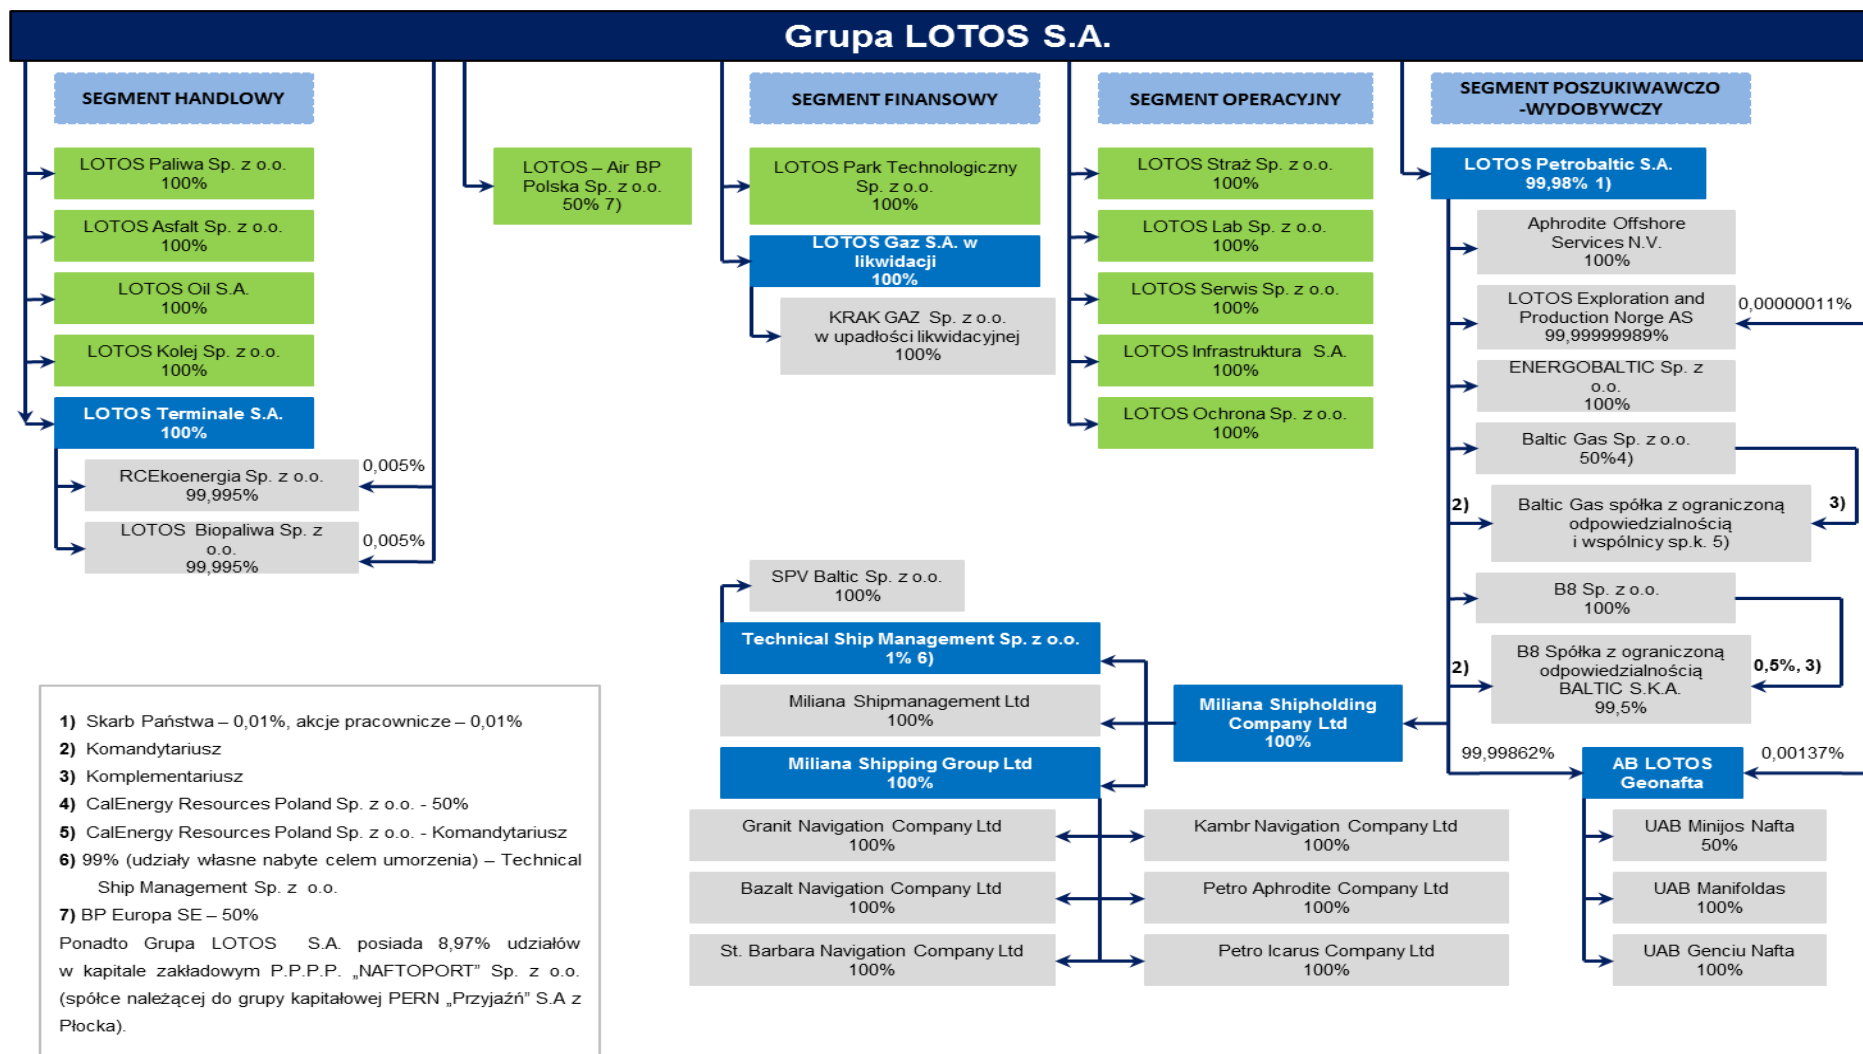 Grupa LOTOS S.A.
SEGMENT HANDLOWY
LOTOS Paliwa Sp. z o.o.
100%
LOTOS Asfalt Sp. z o.o.
100%
LOTOS Oil S.A.
100%
LOTOS Kolej Sp. z o.o.
100%
LOTOS Terminale S.A.
100%
RCEkoenergia Sp. z o.o.
99,995%
0,005%
LOTOS Biopaliwa Sp. z
o.o.
99,995%
0,005%
LOTOS – Air BP
Polska Sp. z o.o.
50% 7)
SEGMENT FINANSOWY
LOTOS Park Technologiczny
Sp. z o.o.
100%
LOTOS Gaz S.A. w
likwidacji
100%
KRAK GAZ Sp. z o.o.
w upadłości likwidacyjnej
100%
SEGMENT OPERACYJNY
LOTOS Straż Sp. z o.o.
100%
LOTOS Lab Sp. z o.o.
100%
LOTOS Serwis Sp. z o.o.
100%
LOTOS Infrastruktura S.A.
100%
LOTOS Ochrona Sp. z o.o.
100%
SEGMENT POSZUKIWAWCZO
-WYDOBYWCZY
LOTOS Petrobaltic S.A.
99,98% 1)
Aphrodite Offshore
Services N.V.
100%
LOTOS Exploration and
Production Norge AS
99,99999989%
0,00000011%
ENERGOBALTIC Sp. z
o.o.
100%
Baltic Gas Sp. z o.o.
50%4)
2)
Baltic Gas spółka z ograniczoną
odpowiedzialnością
i wspólnicy sp.k. 5)
3)
B8 Sp. z o.o.
100%
2)
B8 Spółka z ograniczoną
odpowiedzialnością
BALTIC S.K.A.
99,5%
0,5%, 3)
SPV Baltic Sp. z o.o.
100%
Technical Ship Management Sp. z o.o.
1% 6)
Miliana Shipmanagement Ltd
100%
Miliana Shipping Group Ltd
100%
Miliana Shipholding
Company Ltd
100%
99,99862%
AB LOTOS
Geonafta
0,00137%
Granit Navigation Company Ltd
100%
Kambr Navigation Company Ltd
100%
Bazalt Navigation Company Ltd
100%
Petro Aphrodite Company Ltd
100%
St. Barbara Navigation Company Ltd
100%
Petro Icarus Company Ltd
100%
UAB Minijos Nafta
50%
UAB Manifoldas
100%
UAB Genciu Nafta
100%
1) Skarb Państwa – 0,01%, akcje pracownicze – 0,01%
2) Komandytariusz
3) Komplementariusz
4) CalEnergy Resources Poland Sp. z o.o. - 50%
5) CalEnergy Resources Poland Sp. z o.o. - Komandytariusz
6) 99% (udziały własne nabyte celem umorzenia) – Technical
Ship Management Sp. z o.o.
7) BP Europa SE – 50%
Ponadto Grupa LOTOS S.A. posiada 8,97% udziałów
w kapitale zakładowym P.P.P.P. „NAFTOPORT” Sp. z o.o.
(spółce należącej do grupy kapitałowej PERN „Przyjaźń” S.A z
Płocka).